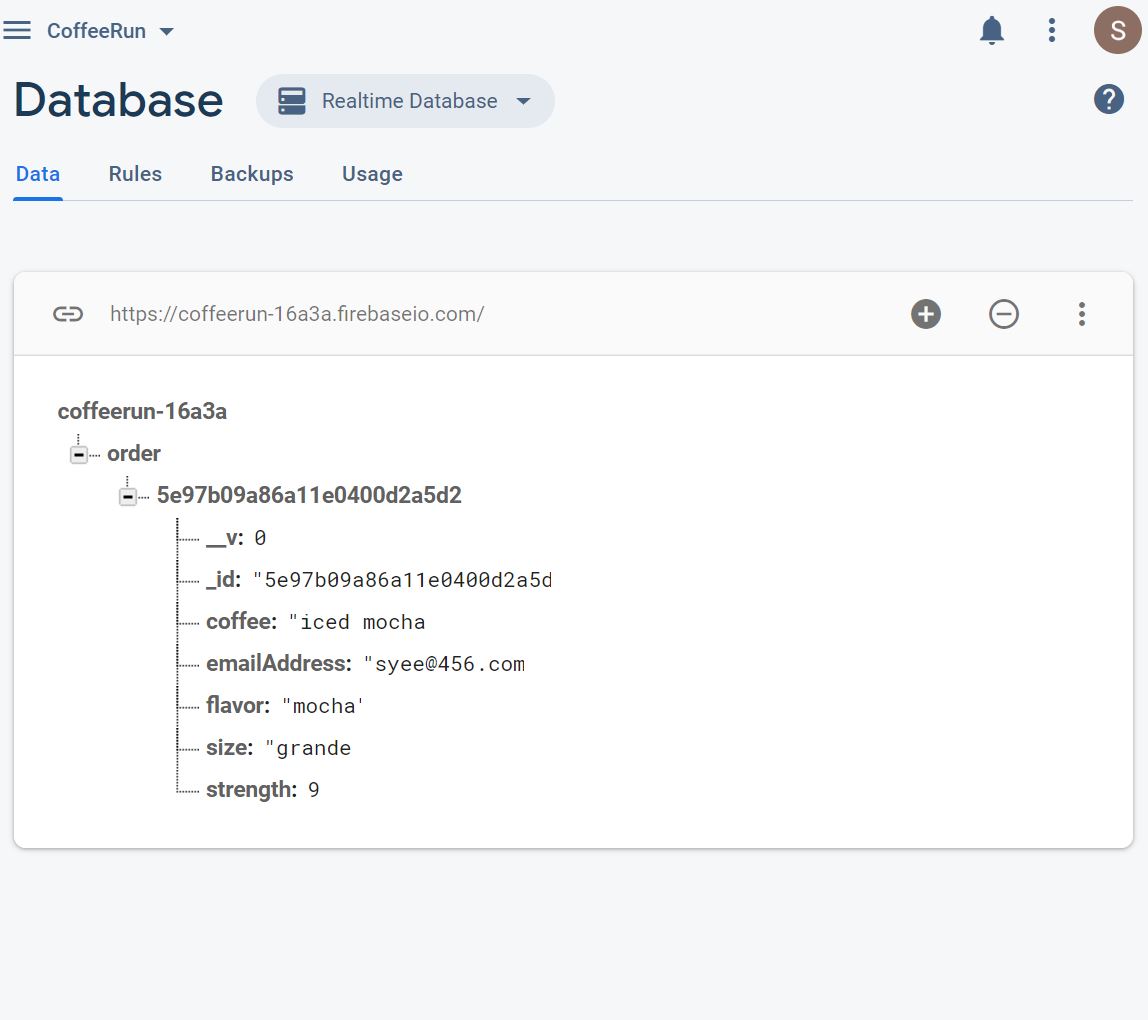 CoffeeRun
S
Database
Realtime Database
?
Data Rules Backups Usage
https://coffeerun-16a3a.firebaseio.com/
coffeerun-16a3a
order
5e97b09a86a11e0400d2a5d2
__v: 0
_id: "5e97b09a86a11e0400d2a5d
coffee: "iced mocha
emailAddress: "syee@456.com
flavor: "mocha'
size: "grande
strength: 9